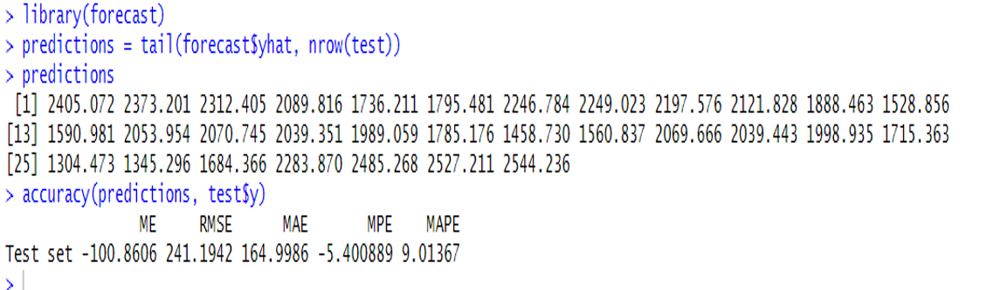 > library(forecast)
> predictions = tail(forecast$yhat, nrow(test))
> predictions
[1] 2405.072 2373.201 2312.405 2089.816 1736.211 1795.481 2246.784 2249.023 2197.576 2121.828 1888.463 1528.856
[13] 1590.981 2053.954 2070.745 2039.351 1989.059 1785.176 1458.730 1560.837 2069.666 2039.443 1998.935 1715.363
[25] 1304.473 1345.296 1684.366 2283.870 2485.268 2527.211 2544.236
> accuracy(predictions, test$y)
ME RMSE MAE MPE MAPE
Test set -100.8606 241.1942 164.9986 -5.400889 9.01367
>